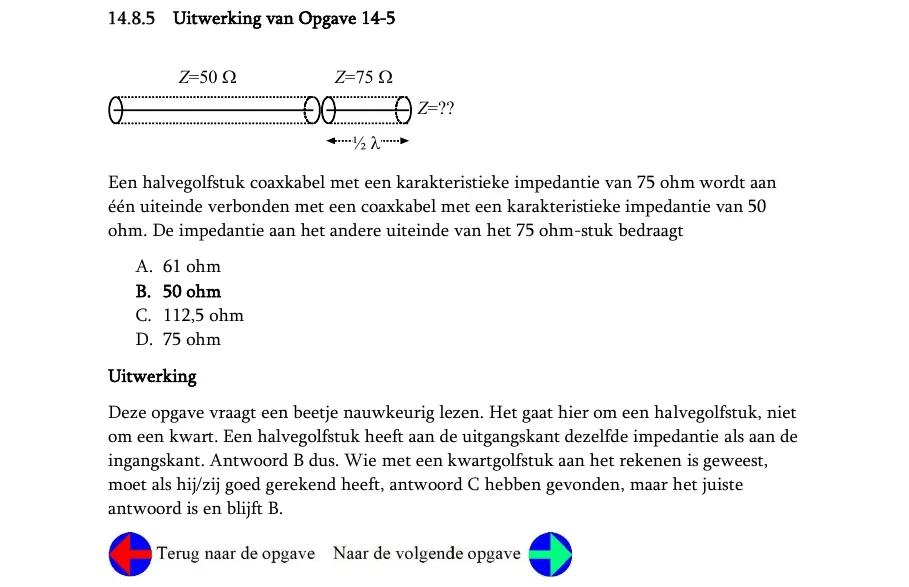 14.8.5 Uitwerking van Opgave 14-5
Z=50 Ω Z=75 Ω
Z=??
½ λ
Een halvegolfstuk coaxkabel met een karakteristieke impedantie van 75 ohm wordt aan
één uiteinde verbonden met een coaxkabel met een karakteristieke impedantie van 50
ohm. De impedantie aan het andere uiteinde van het 75 ohm-stuk bedraagt
A. 61 ohm
B. 50 ohm
C. 112,5 ohm
D. 75 ohm
Uitwerking
Deze opgave vraagt een beetje nauwkeurig lezen. Het gaat hier om een halvegolfstuk, niet
om een kwart. Een halvegolfstuk heeft aan de uitgangskant dezelfde impedantie als aan de
ingangskant. Antwoord B dus. Wie met een kwartgolfstuk aan het rekenen is geweest,
moet als hij/zij goed gerekend heeft, antwoord C hebben gevonden, maar het juiste
antwoord is en blijft B.
Terug naar de opgave Naar de volgende opgave